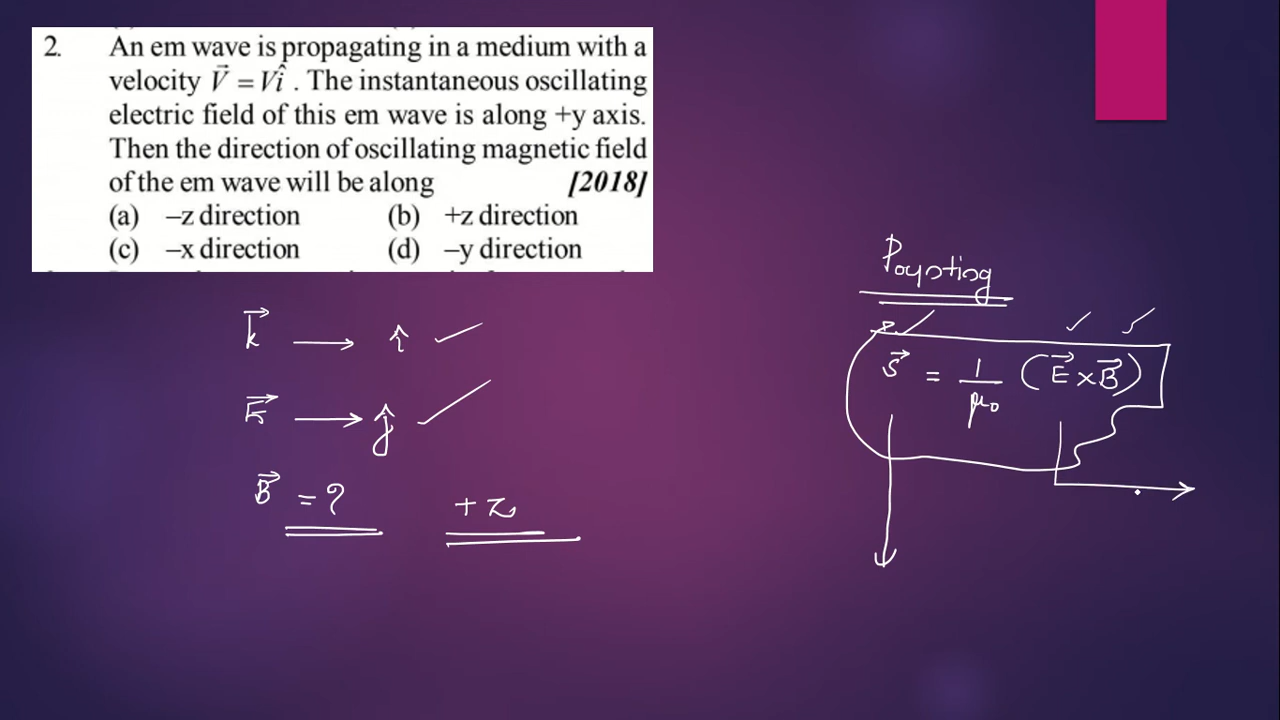 2. An em wave is propagating in a medium with a
velocity V⃗ = Vî . The instantaneous oscillating
electric field of this em wave is along +y axis.
Then the direction of oscillating magnetic field
of the em wave will be along [2018]
(a) –z direction (b) +z direction
(c) –x direction (d) –y direction
Poynting
k⃗ → î ✓
S⃗ = 1/μ₀ (E⃗ × B⃗)
E⃗ → ĵ ✓
B⃗ = ? + z